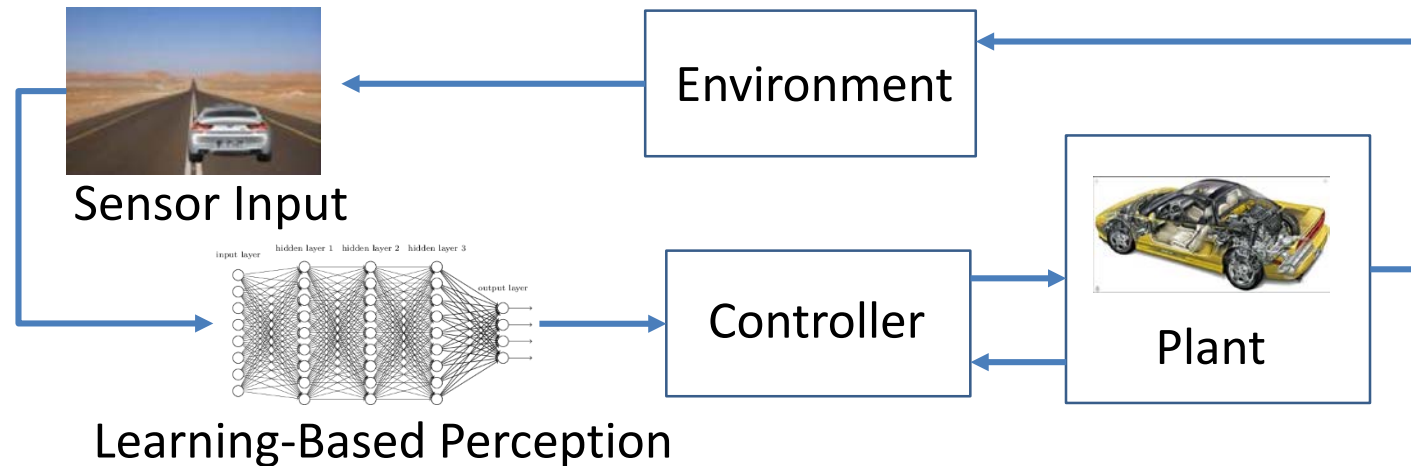 Environment
Sensor Input
input layer
hidden layer 1 hidden layer 2 hidden layer 3
output layer
Controller
Plant
Learning-Based Perception